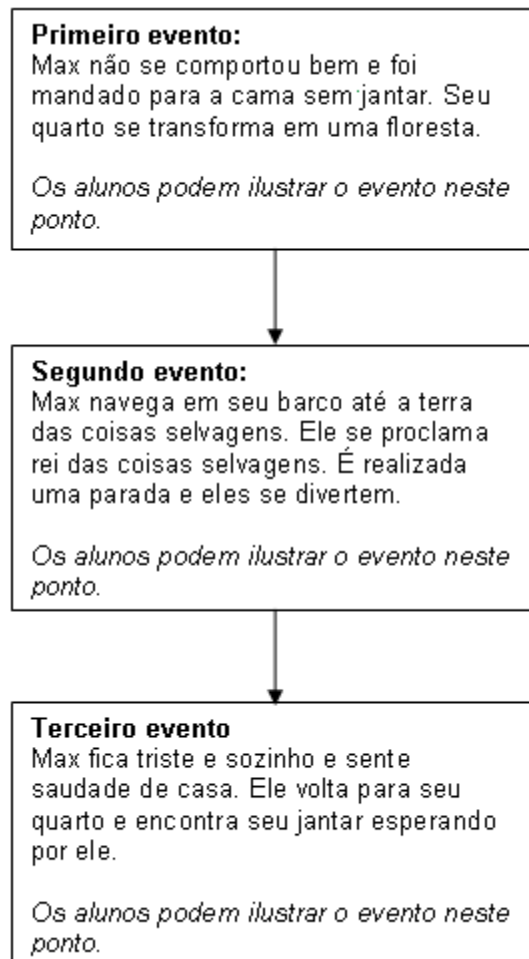 Primeiro evento:
Max não se comportou bem e foi
mandado para a cama sem jantar. Seu
quarto se transforma em uma floresta.
Os alunos podem ilustrar o evento neste
ponto.
Segundo evento:
Max navega em seu barco até a terra
das coisas selvagens. Ele se proclama
rei das coisas selvagens. É realizada
uma parada e eles se divertem.
Os alunos podem ilustrar o evento neste
ponto.
Terceiro evento
Max fica triste e sozinho e sente
saudade de casa. Ele volta para seu
quarto e encontra seu jantar esperando
por ele.
Os alunos podem ilustrar o evento neste
ponto.